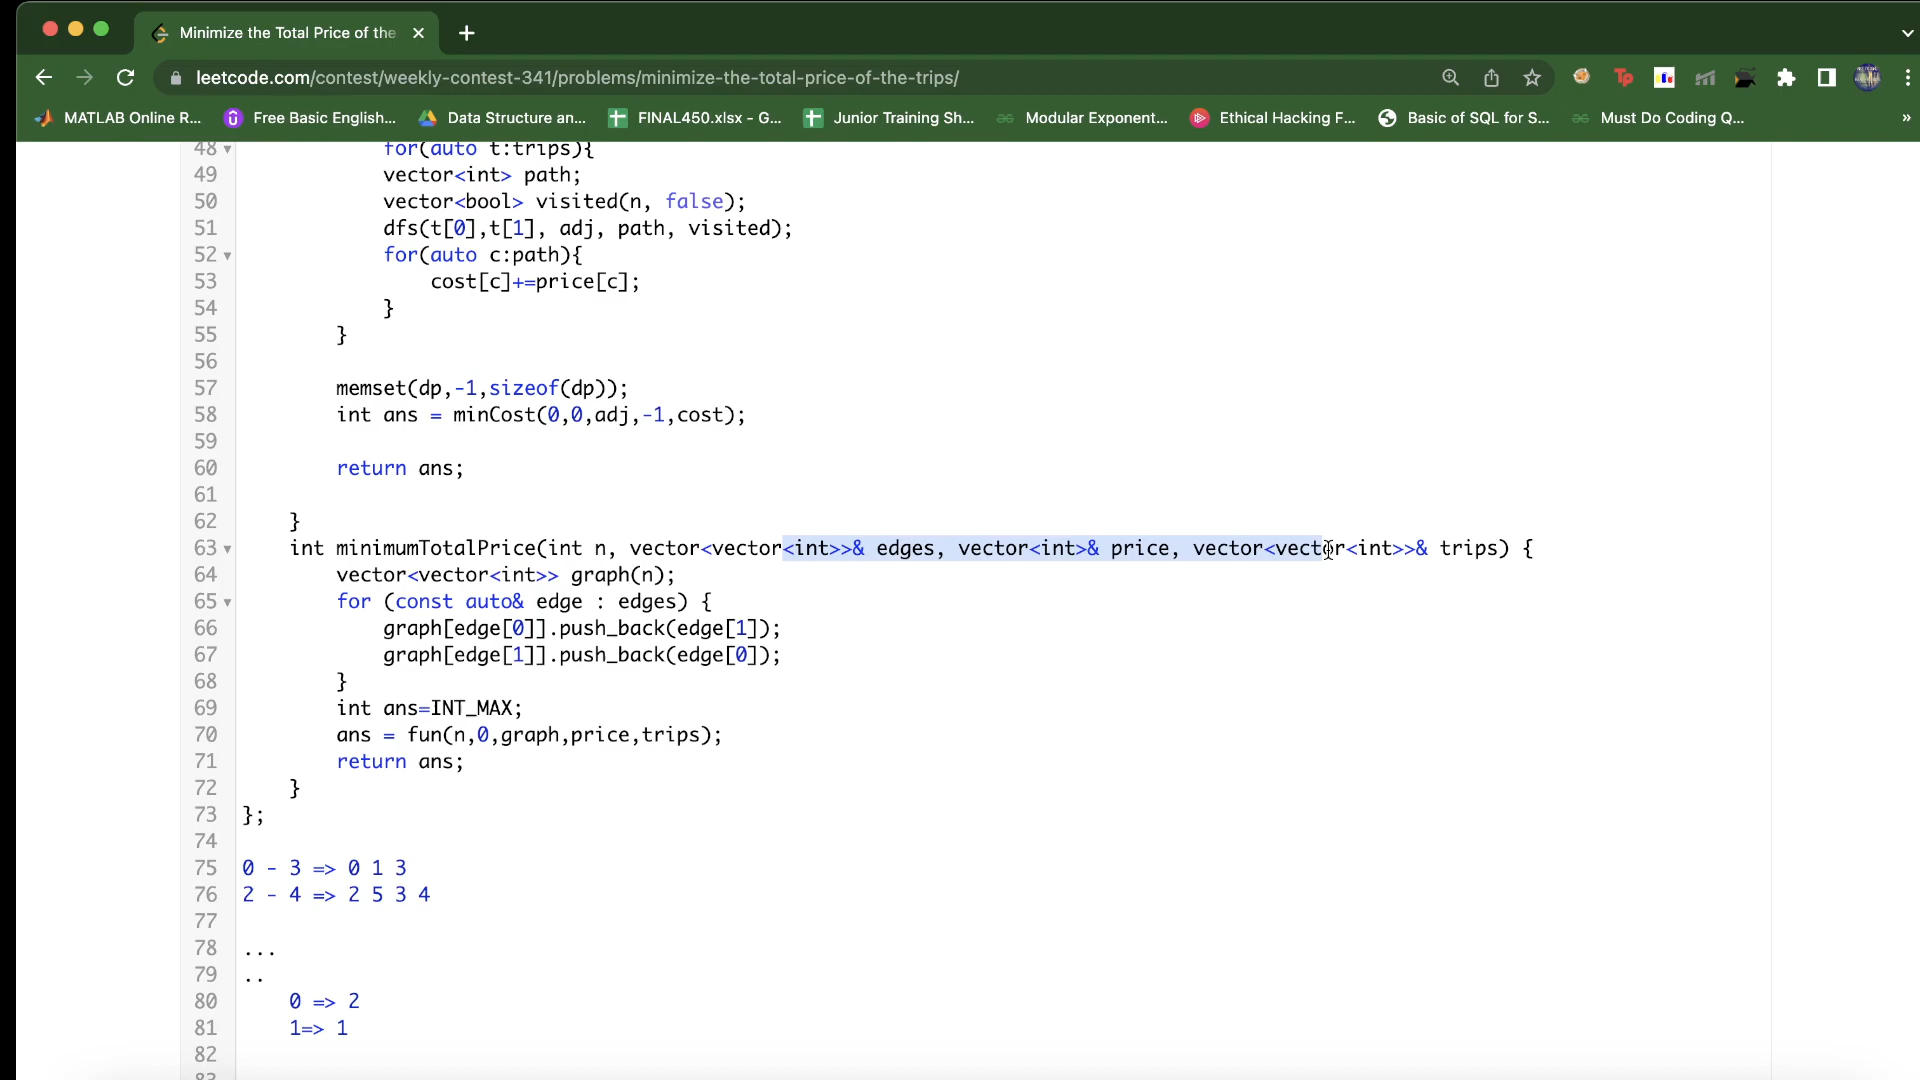 Minimize the Total Price of the
leetcode.com/contest/weekly-contest-341/problems/minimize-the-total-price-of-the-trips/
MATLAB Online R... Free Basic English... Data Structure an... FINAL450.xlsx - G... Junior Training Sh... Modular Exponent... Ethical Hacking F... Basic of SQL for S... Must Do Coding Q... »
48 for(auto t:trips){
49 vector<int> path;
50 vector<bool> visited(n, false);
51 dfs(t[0],t[1], adj, path, visited);
52 for(auto c:path){
53 cost[c]+=price[c];
54 }
55 }
56
57 memset(dp,-1,sizeof(dp));
58 int ans = minCost(0,0,adj,-1,cost);
59
60 return ans;
61
62 }
63 int minimumTotalPrice(int n, vector<vector<int>>& edges, vector<int>& price, vector<vector<int>>& trips) {
64 vector<vector<int>> graph(n);
65 for (const auto& edge : edges) {
66 graph[edge[0]].push_back(edge[1]);
67 graph[edge[1]].push_back(edge[0]);
68 }
69 int ans=INT_MAX;
70 ans = fun(n,0,graph,price,trips);
71 return ans;
72 }
73 };
74
75 0 - 3 => 0 1 3
76 2 - 4 => 2 5 3 4
77
78 ...
79 ..
80 0 => 2
81 1=> 1
82
83